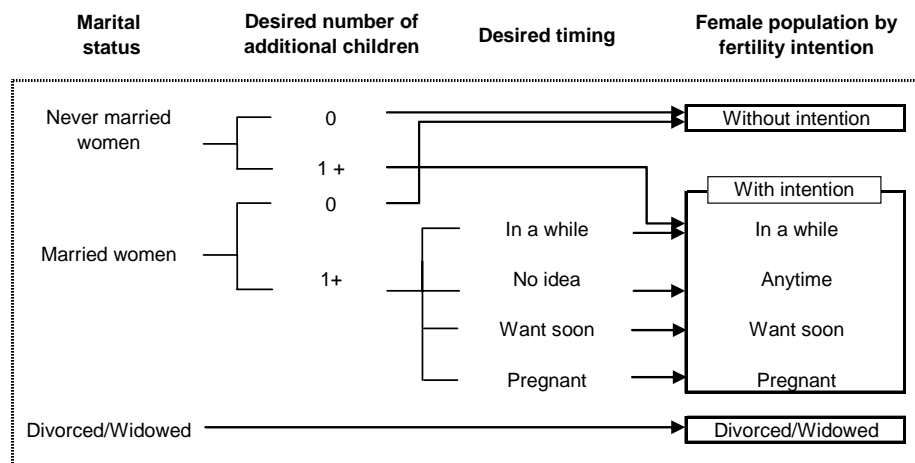 Marital
status
Desired number of
additional children
Desired timing
Female population by
fertility intention
Never married
women
0
Without intention
1 +
With intention
0
In a while
In a while
Married women
1+
No idea
Anytime
Want soon
Want soon
Pregnant
Pregnant
Divorced/Widowed
Divorced/Widowed